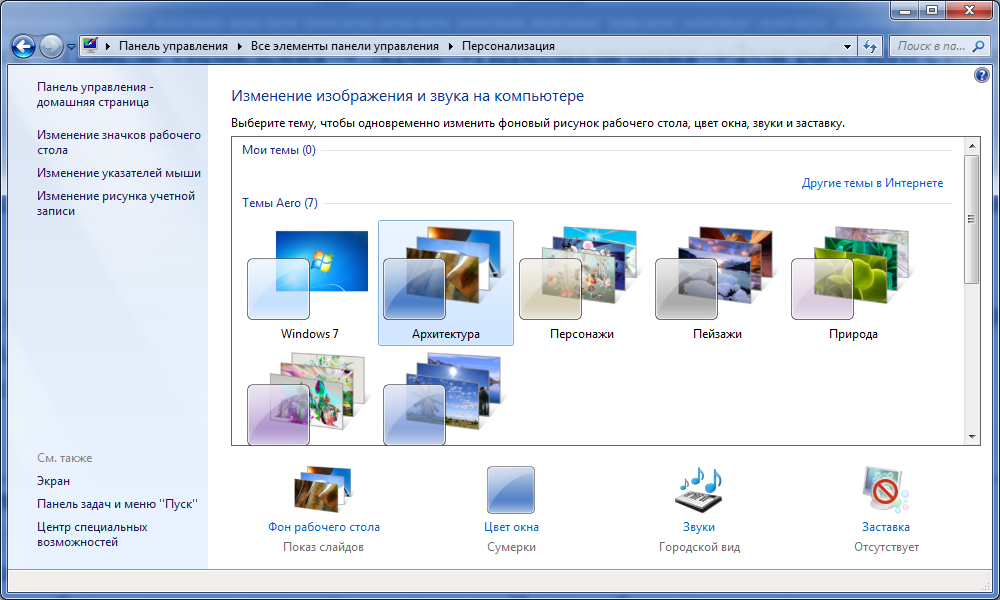 Панель управления ▸ Все элементы панели управления ▸ Персонализация
Поиск в па...
Панель управления -
домашняя страница
Изменение значков рабочего
стола
Изменение указателей мыши
Изменение рисунка учетной
записи
См. также
Экран
Панель задач и меню ''Пуск''
Центр специальных
возможностей
Изменение изображения и звука на компьютере
Выберите тему, чтобы одновременно изменить фоновый рисунок рабочего стола, цвет окна, звуки и заставку.
Мои темы (0)
Другие темы в Интернете
Темы Aero (7)
Windows 7
Архитектура
Персонажи
Пейзажи
Природа
Фон рабочего стола
Показ слайдов
Цвет окна
Сумерки
Звуки
Городской вид
Заставка
Отсутствует